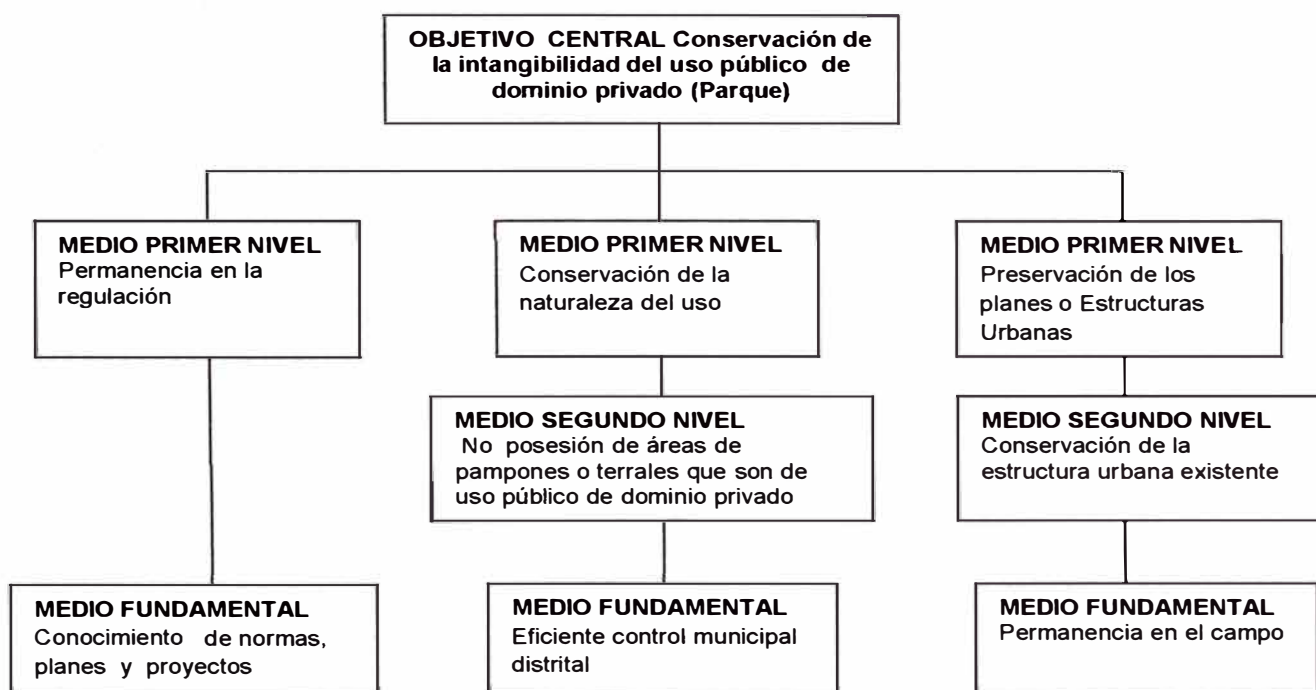 OBJETIVO CENTRAL Conservación de
la intangibilidad del uso público de
dominio privado (Parque)
MEDIO PRIMER NIVEL
Permanencia en la
regulación
MEDIO PRIMER NIVEL
Conservación de la
naturaleza del uso
MEDIO PRIMER NIVEL
Preservación de los
planes o Estructuras
Urbanas
MEDIO SEGUNDO NIVEL
No posesión de áreas de
pampones o terrales que son de
uso público de dominio privado
MEDIO SEGUNDO NIVEL
Conservación de la
estructura urbana existente
MEDIO FUNDAMENTAL
Conocimiento de normas,
planes y proyectos
MEDIO FUNDAMENTAL
Eficiente control municipal
distrital
MEDIO FUNDAMENTAL
Permanencia en el campo